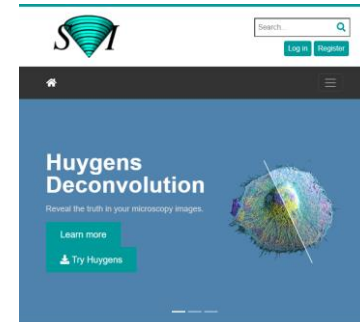 SVI
Search...
Log in
Register
Huygens
Deconvolution
Reveal the truth in your microscopy images.
Learn more
Try Huygens